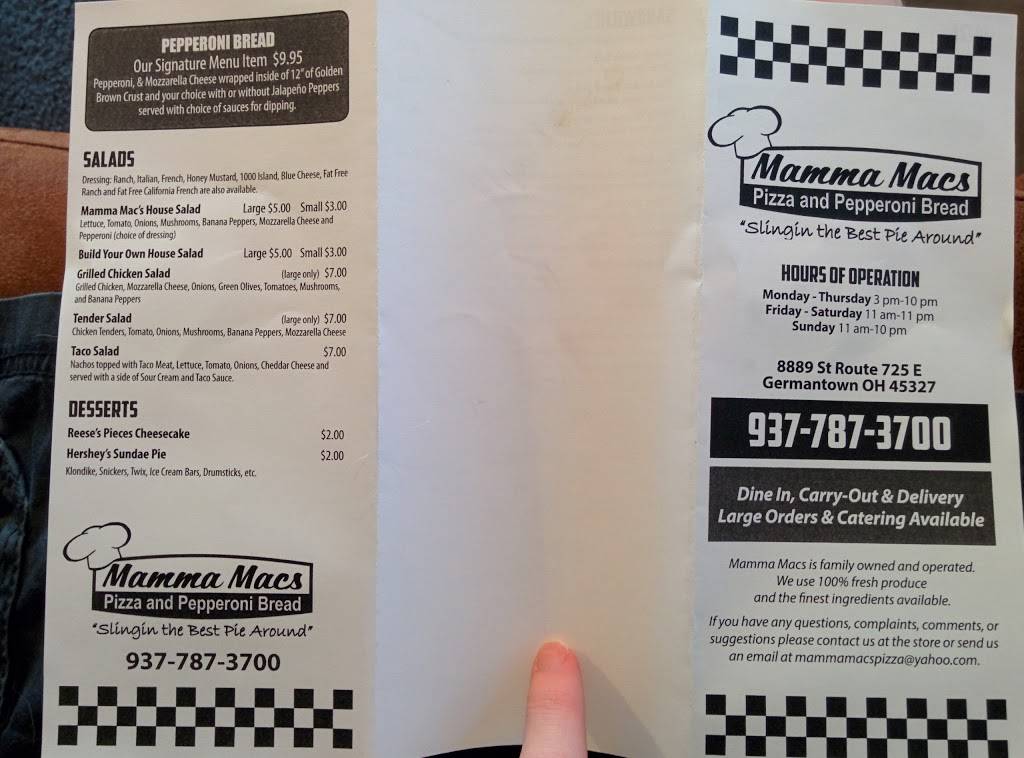 PEPPERONI BREAD
Our Signature Menu Item $9.95
Pepperoni, & Mozzarella Cheese wrapped inside of 12" of Golden
Brown Crust and your choice with or without Jalapeño Peppers
served with choice of sauces for dipping.
SALADS
Dressing: Ranch, Italian, French, Honey Mustard, 1000 Island, Blue Cheese, Fat Free
Ranch and Fat Free California French are also available.
Mamma Mac's House Salad Large $5.00 Small $3.00
Lettuce, Tomato, Onions, Mushrooms, Banana Peppers, Mozzarella Cheese and
Pepperoni (choice of dressing)
Build Your Own House Salad Large $5.00 Small $3.00
Grilled Chicken Salad (large only) $7.00
Grilled Chicken, Mozzarella Cheese, Onions, Green Olives, Tomatoes, Mushrooms,
and Banana Peppers
Tender Salad (large only) $7.00
Chicken Tenders, Tomato, Onions, Mushrooms, Banana Peppers, Mozzarella Cheese
Taco Salad $7.00
Nachos topped with Taco Meat, Lettuce, Tomato, Onions, Cheddar Cheese and
served with a side of Sour Cream and Taco Sauce.
DESSERTS
Reese's Pieces Cheesecake $2.00
Hershey's Sundae Pie $2.00
Klondike, Snickers, Twix, Ice Cream Bars, Drumsticks, etc.
Mamma Macs
Pizza and Pepperoni Bread
"Slingin the Best Pie Around"
937-787-3700
Mamma Macs
Pizza and Pepperoni Bread
"Slingin the Best Pie Around"
HOURS OF OPERATION
Monday - Thursday 3 pm-10 pm
Friday - Saturday 11 am-11 pm
Sunday 11 am-10 pm
8889 St Route 725 E
Germantown OH 45327
937-787-3700
Dine In, Carry-Out & Delivery
Large Orders & Catering Available
Mamma Macs is family owned and operated.
We use 100% fresh produce
and the finest ingredients available.
If you have any questions, complaints, comments, or
suggestions please contact us at the store or send us
an email at mammamacspizza@yahoo.com.